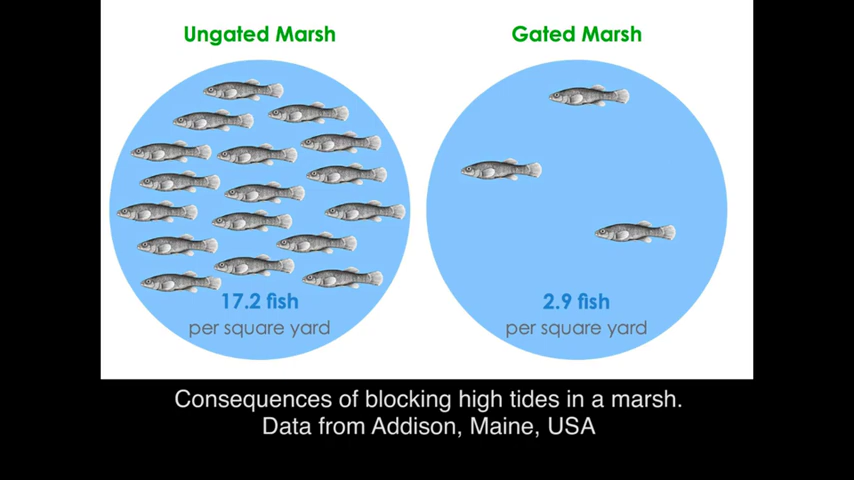 Ungated Marsh
Gated Marsh
17.2 fish
per square yard
2.9 fish
per square yard
Consequences of blocking high tides in a marsh.
Data from Addison, Maine, USA